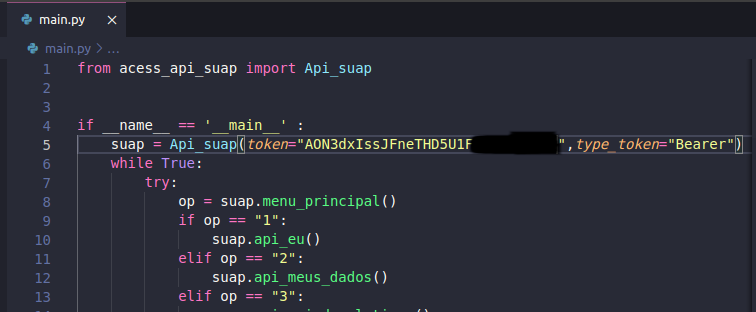 main.py ×
main.py > ...
1 from acess_api_suap import Api_suap
2
3
4 if __name__ == '__main__' :
5 suap = Api_suap(token="AON3dxIssJFneTHD5U1F",type_token="Bearer")
6 while True:
7 try:
8 op = suap.menu_principal()
9 if op == "1":
10 suap.api_eu()
11 elif op == "2":
12 suap.api_meus_dados()
13 elif op == "3":